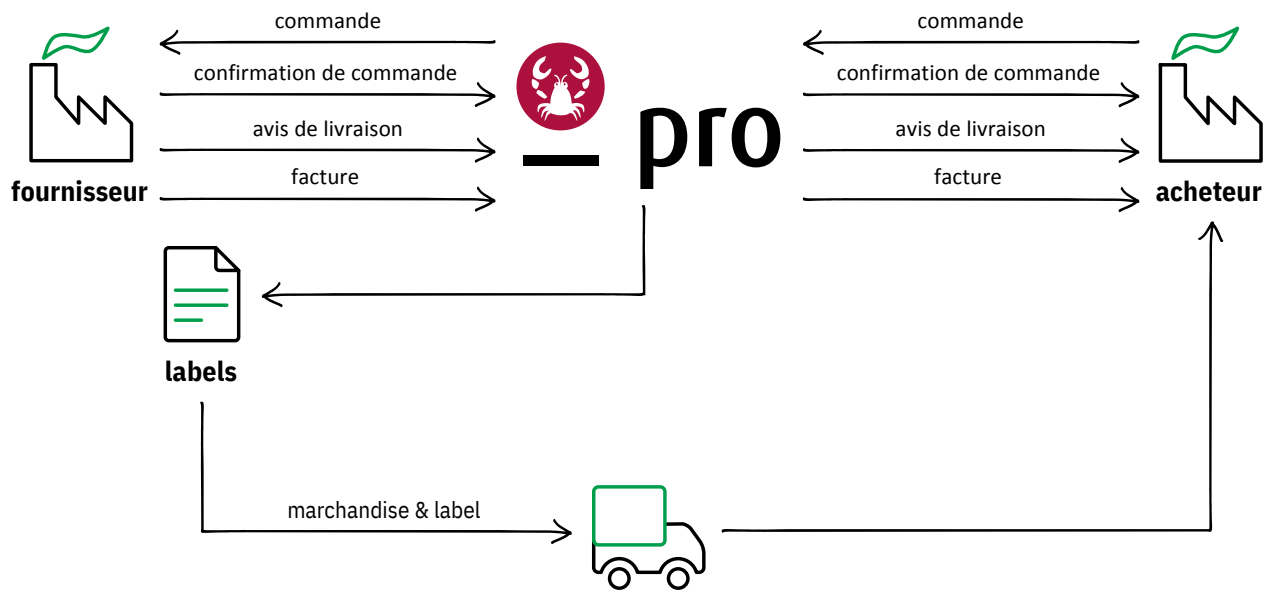 commande
commande
confirmation de commande
confirmation de commande
avis de livraison
avis de livraison
pro
fournisseur
facture
facture
acheteur
labels
marchandise & label